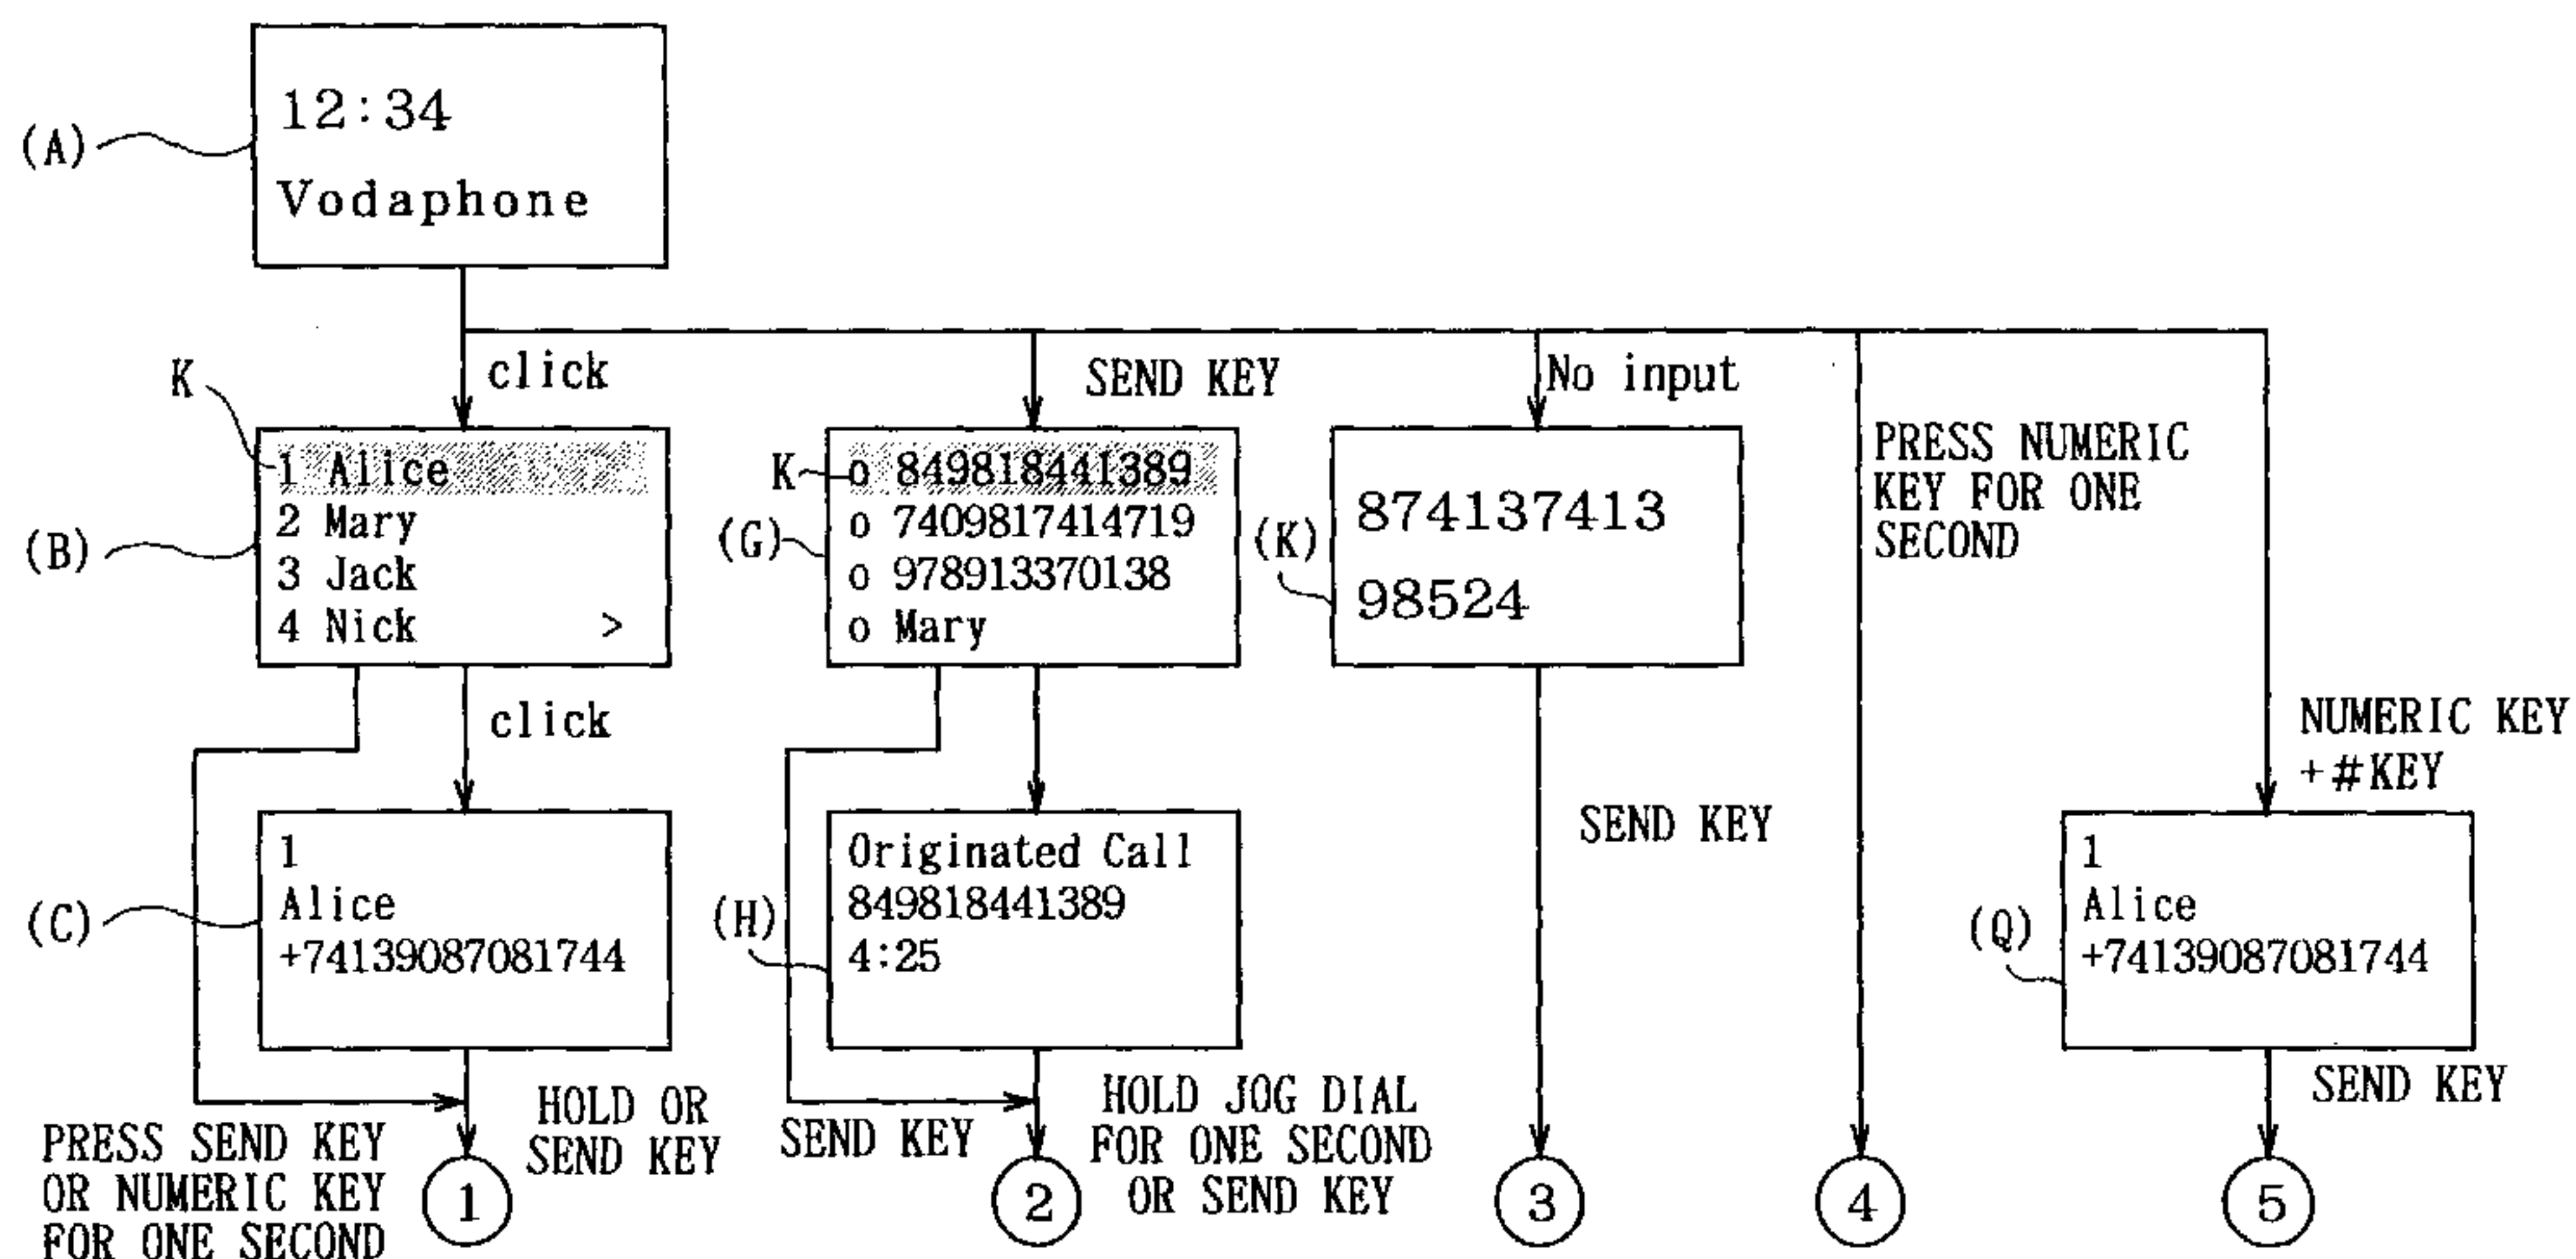 (A)
12:34
Vodaphone
click
SEND KEY
No input
PRESS NUMERIC
KEY FOR ONE
SECOND
K
(B)
1 Alice
2 Mary
3 Jack
4 Nick >
K
(G)
o 849818441389
o 7409817414719
o 978913370138
o Mary
(K)
874137413
98524
click
SEND KEY
NUMERIC KEY
+#KEY
(C)
1
Alice
+74139087081744
(H)
Originated Call
849818441389
4:25
(Q)
1
Alice
+74139087081744
PRESS SEND KEY
OR NUMERIC KEY
FOR ONE SECOND
HOLD OR
SEND KEY
SEND KEY
HOLD JOG DIAL
FOR ONE SECOND
OR SEND KEY
SEND KEY
1
2
3
4
5